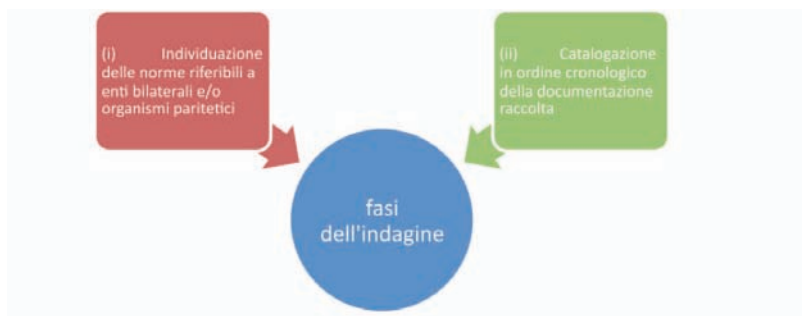 (i) Individuazione
delle norme riferibili a
enti bilaterali e/o
organismi paritetici
(ii) Catalogazione
in ordine cronologico
della documentazione
raccolta
fasi
dell'indagine